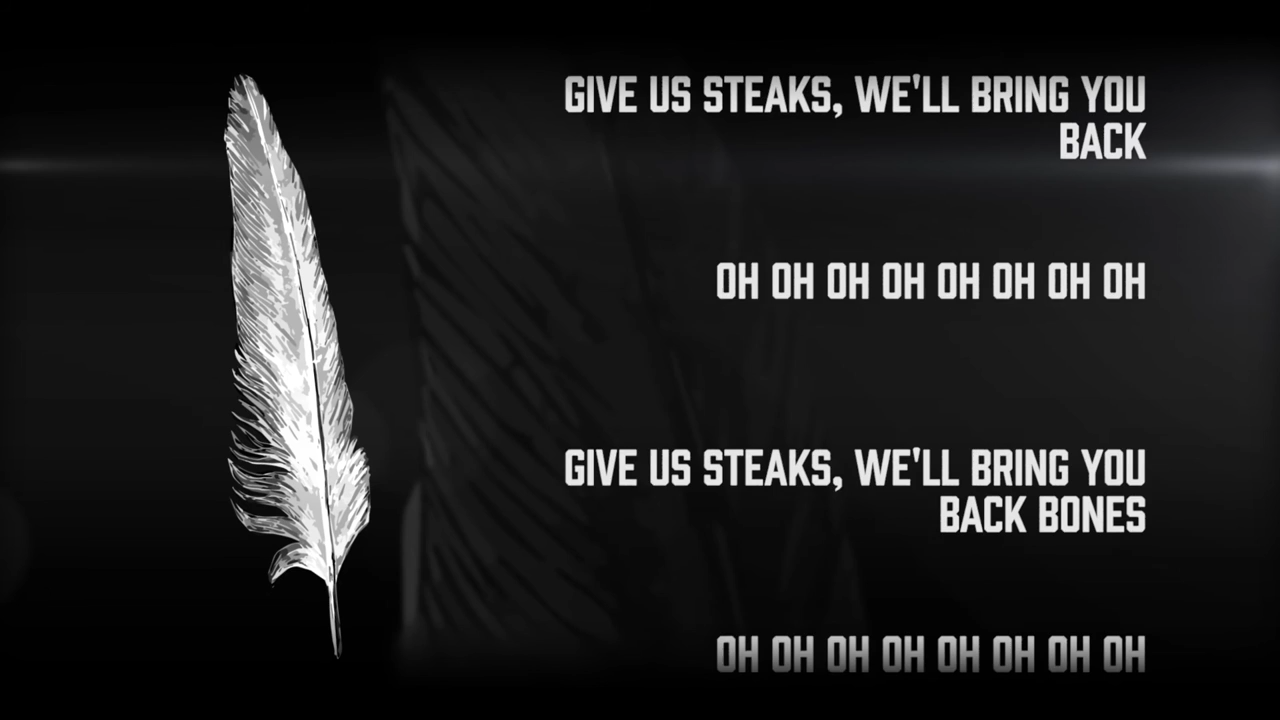 GIVE US STEAKS, WE'LL BRING YOU
BACK
OH OH OH OH OH OH OH OH
GIVE US STEAKS, WE'LL BRING YOU
BACK BONES
OH OH OH OH OH OH OH OH